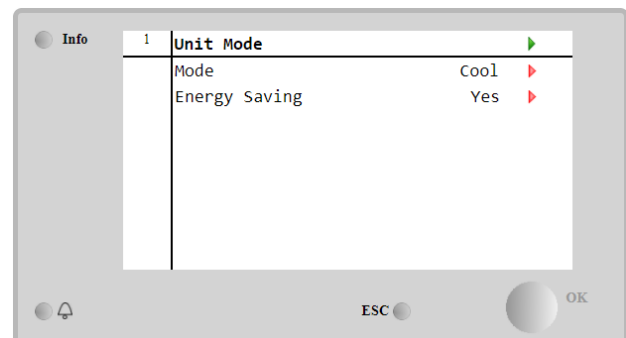 Info
1 Unit Mode
Mode Cool
Energy Saving Yes
ESC
OK